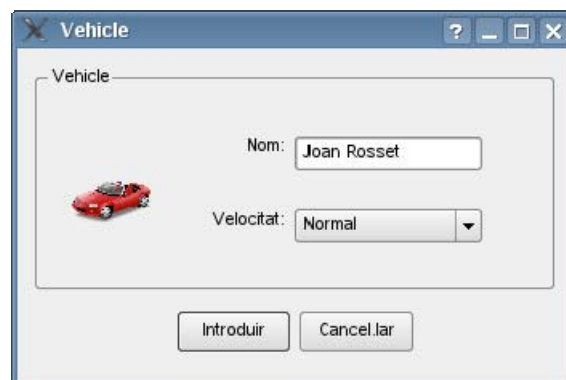 Vehicle
Vehicle
Nom: Joan Rosset
Velocitat: Normal
Introduir Cancel.lar